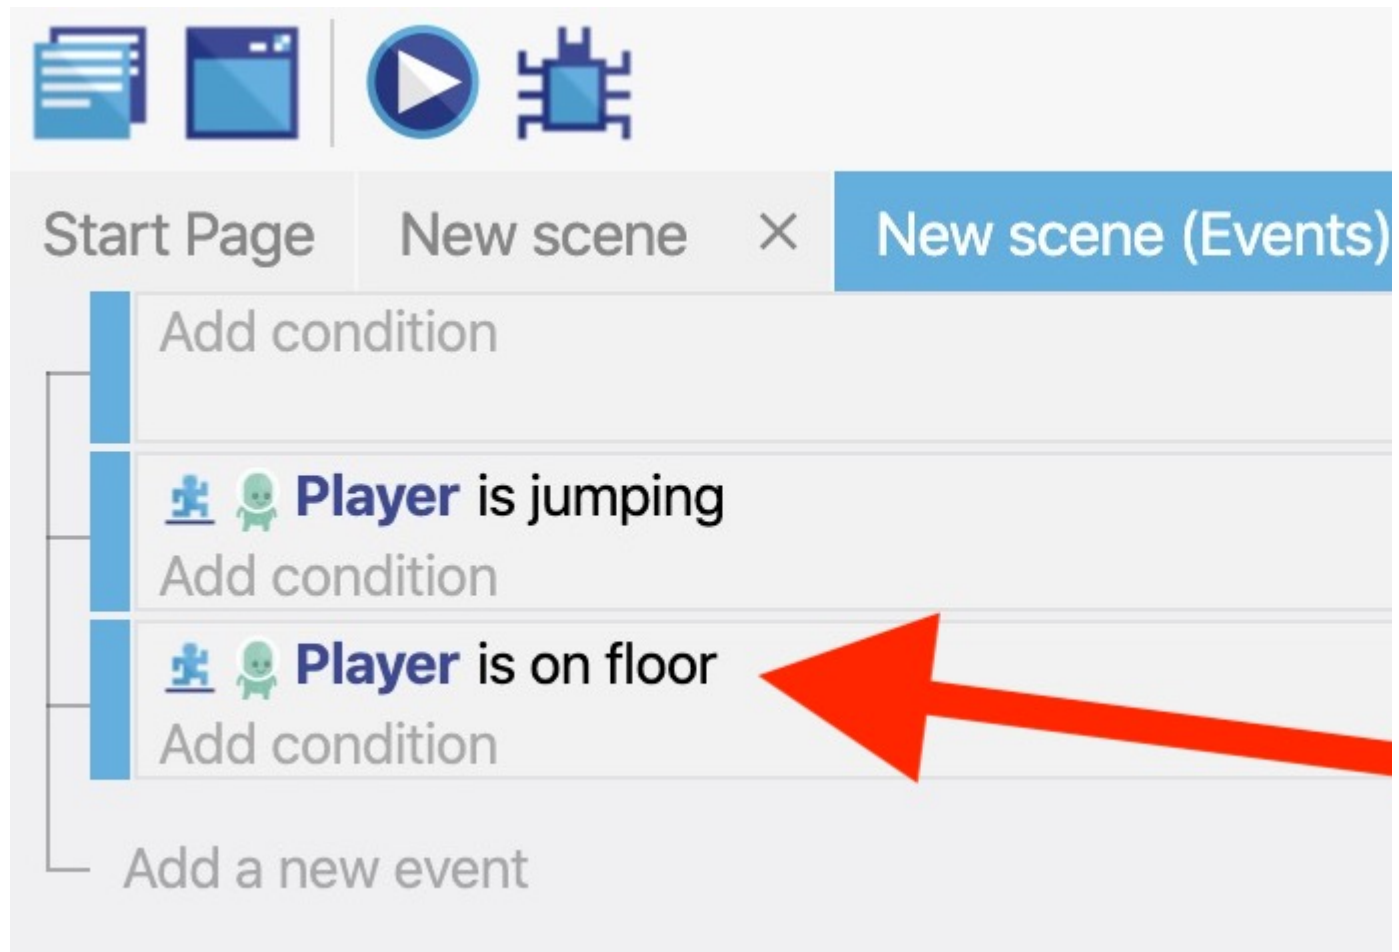 Start Page New scene × New scene (Events)
Add condition
Player is jumping
Add condition
Player is on floor
Add condition
Add a new event